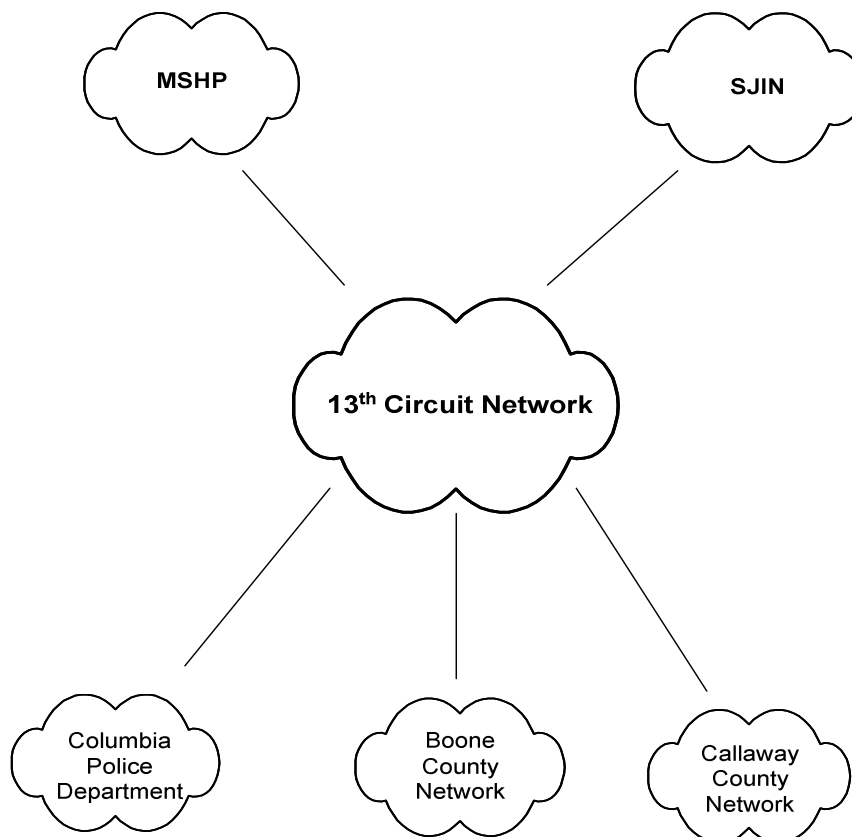 MSHP
SJIN
13th Circuit Network
Columbia
Police
Department
Boone
County
Network
Callaway
County
Network